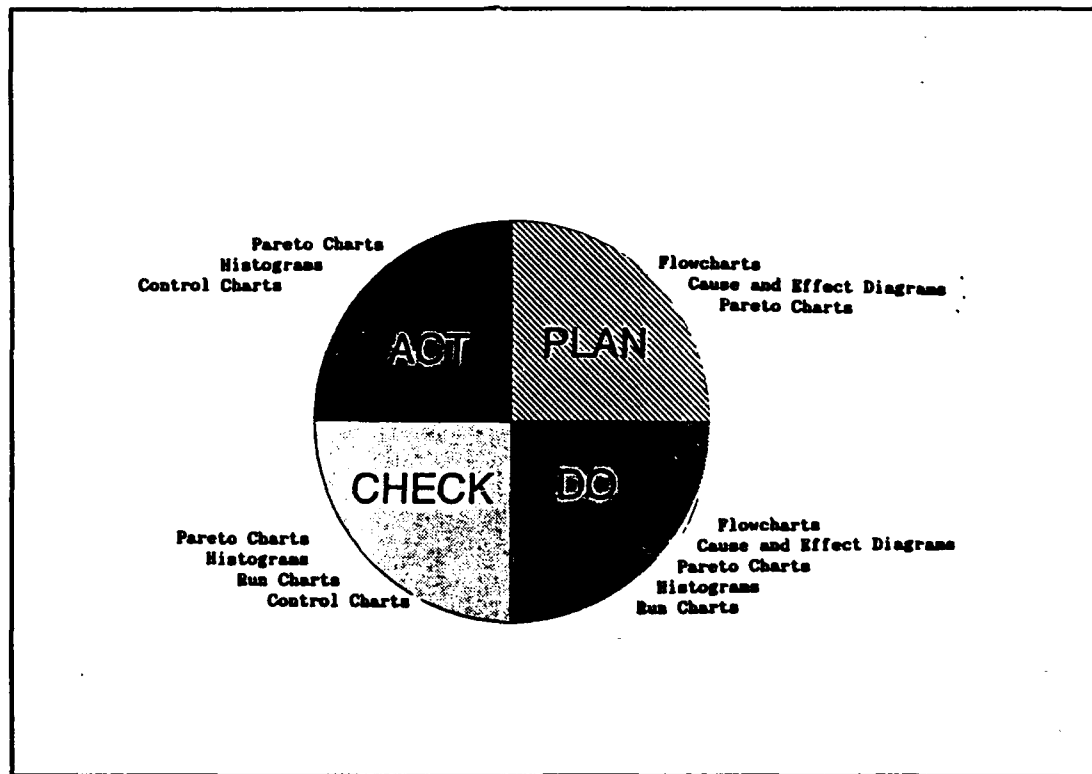 Pareto Charts
Histograms
Control Charts
Flowcharts
Cause and Effect Diagrams
Pareto Charts
ACT
PLAN
CHECK
DO
Pareto Charts
Histograms
Run Charts
Control Charts
Flowcharts
Cause and Effect Diagrams
Pareto Charts
Histograms
Run Charts